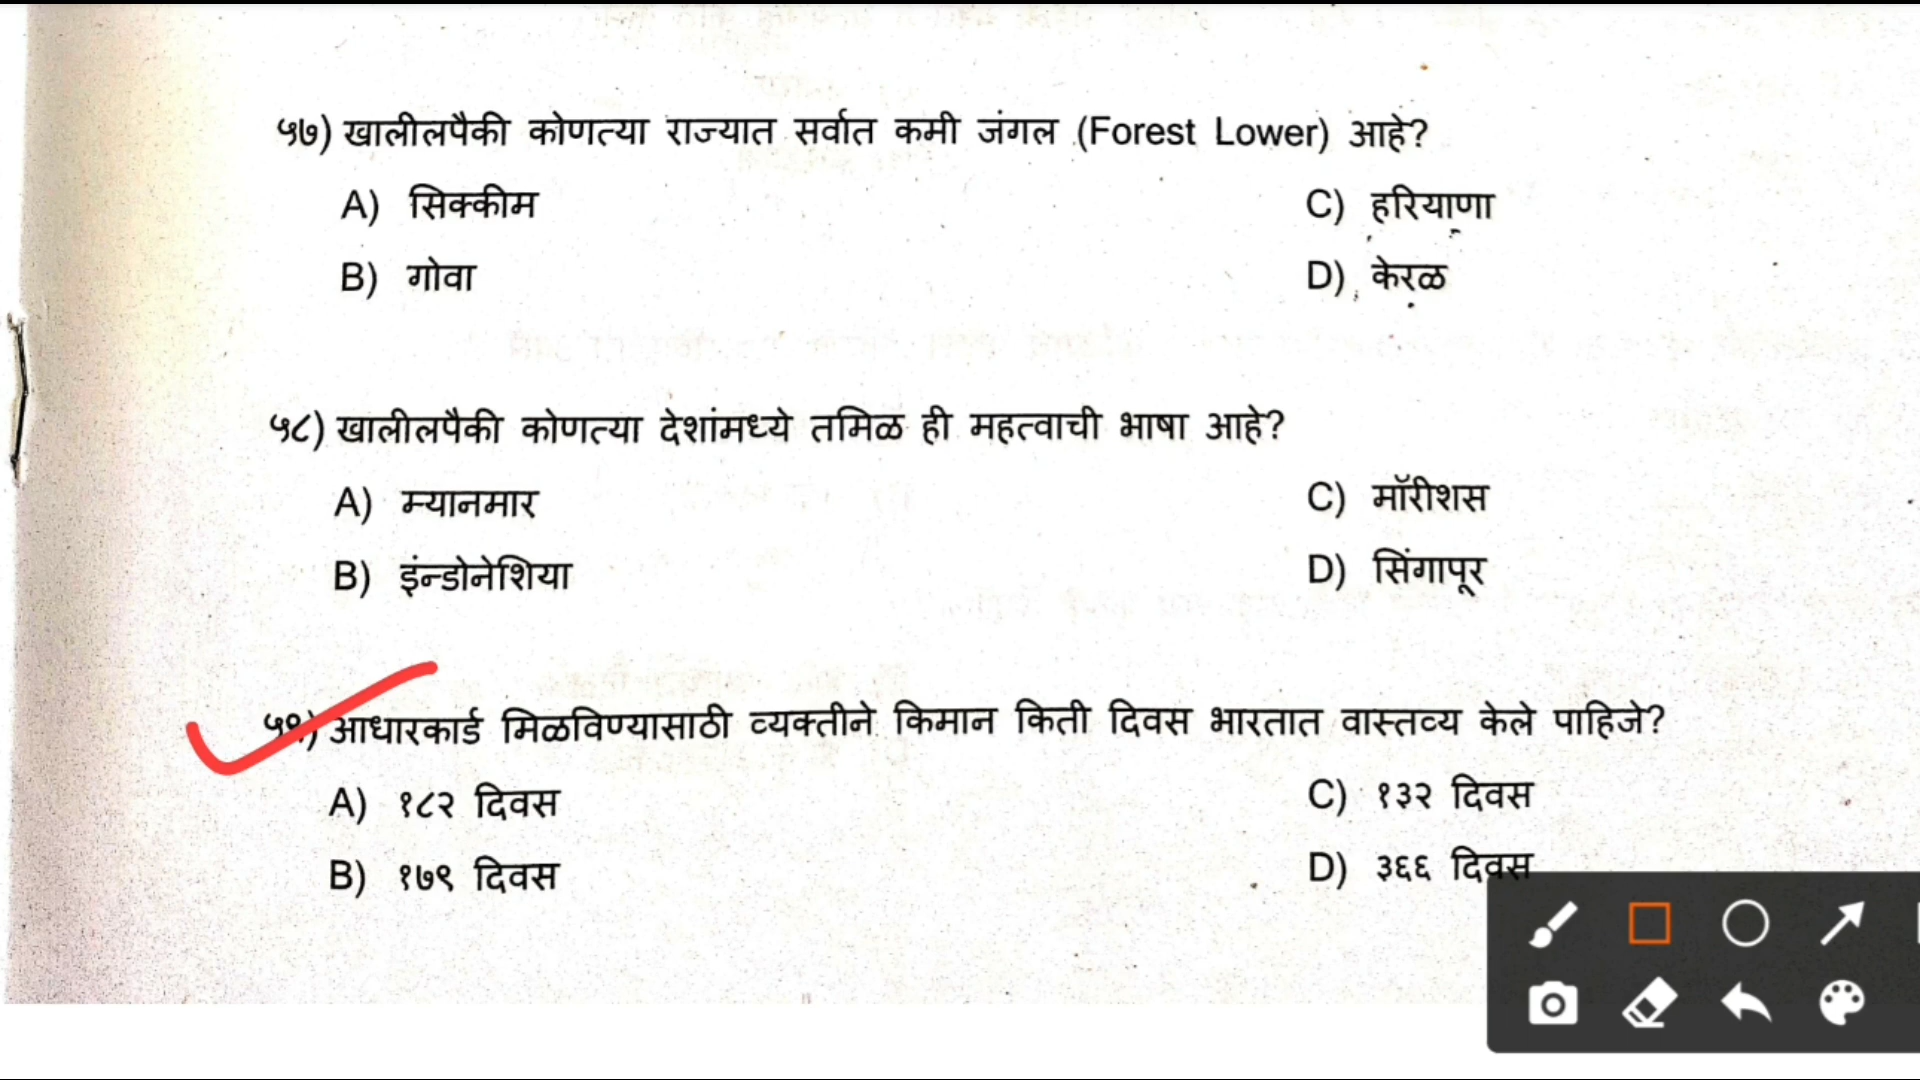 ५७) खालीलपैकी कोणत्या राज्यात सर्वात कमी जंगल (Forest Lower) आहे?
A) सिक्कीम
C) हरियाणा
B) गोवा
D) केरळ
५८) खालीलपैकी कोणत्या देशांमध्ये तमिळ ही महत्वाची भाषा आहे?
A) म्यानमार
C) मॉरीशस
B) इंन्डोनेशिया
D) सिंगापूर
५९) आधारकार्ड मिळविण्यासाठी व्यक्तीने किमान किती दिवस भारतात वास्तव्य केले पाहिजे?
A) १८२ दिवस
C) १३२ दिवस
B) १७९ दिवस
D) ३६६ दिवस